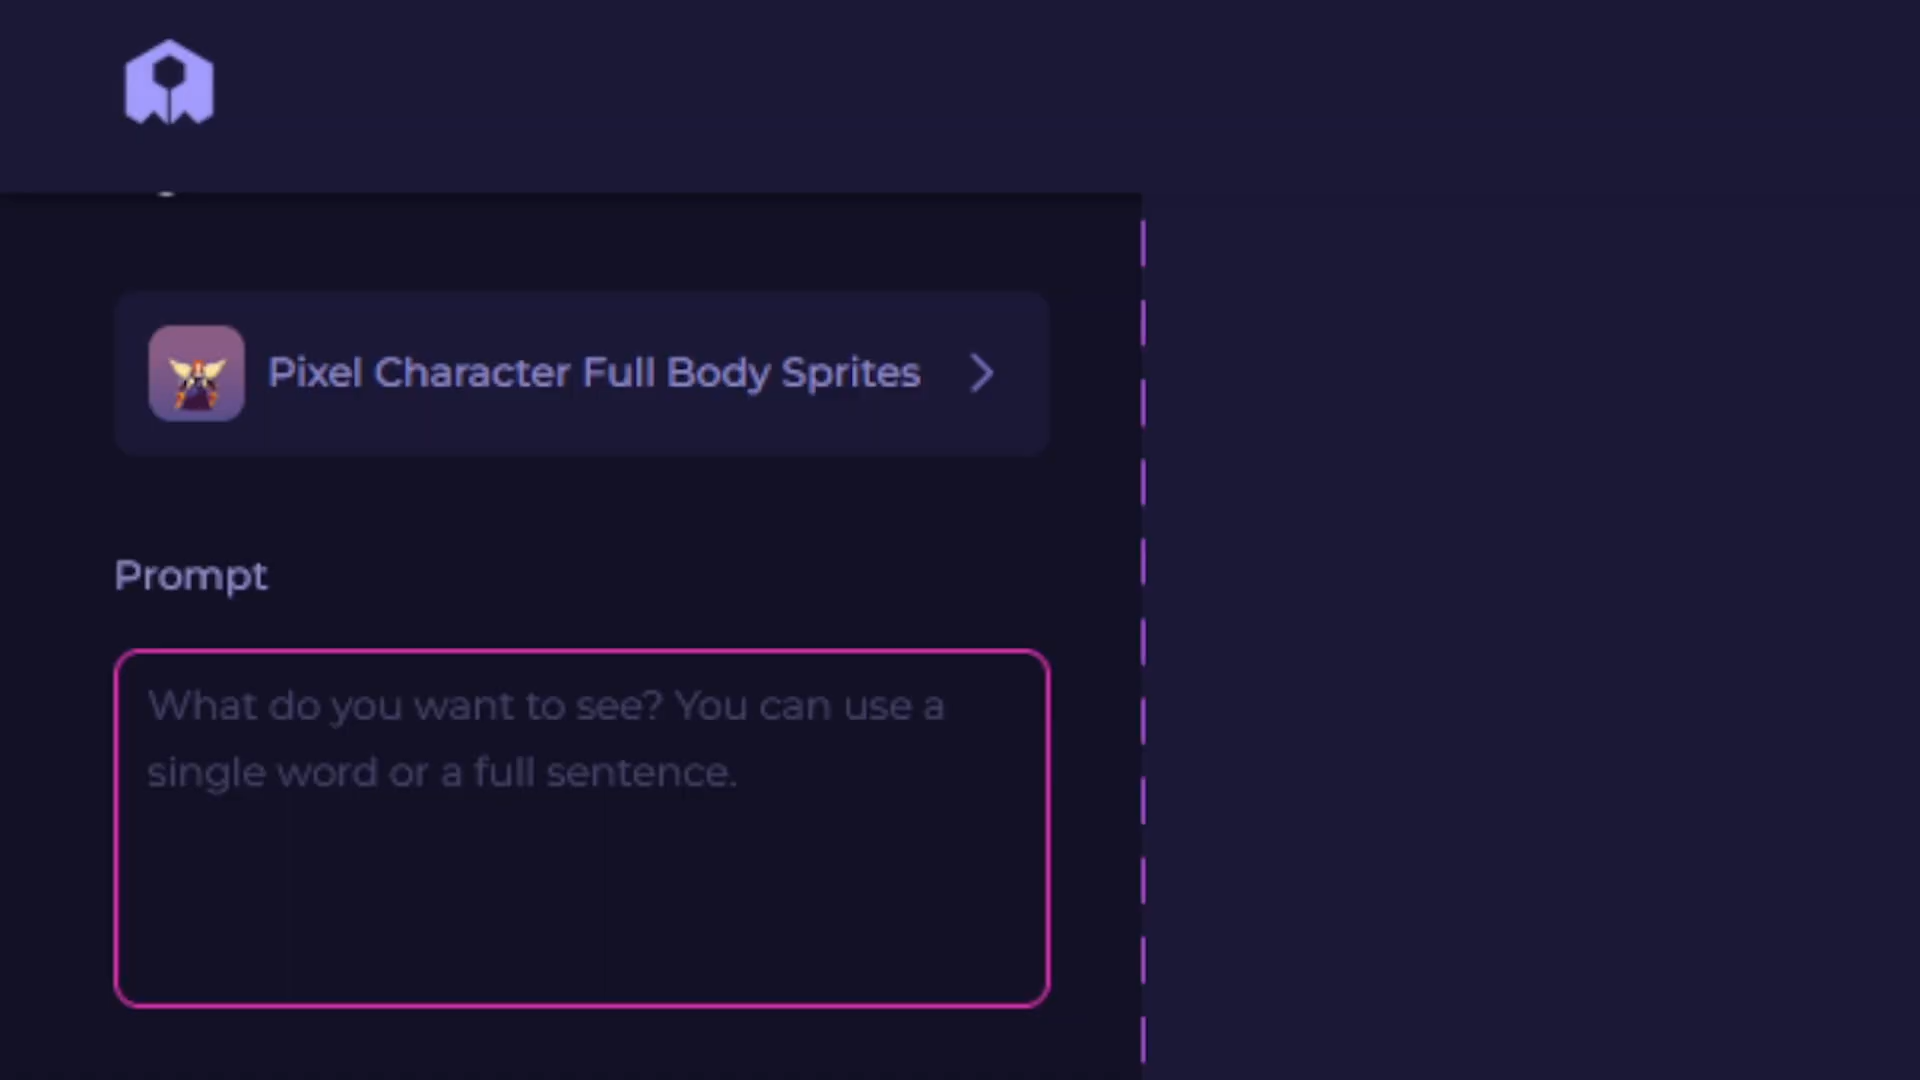 Pixel Character Full Body Sprites
Prompt
What do you want to see? You can use a
single word or a full sentence.